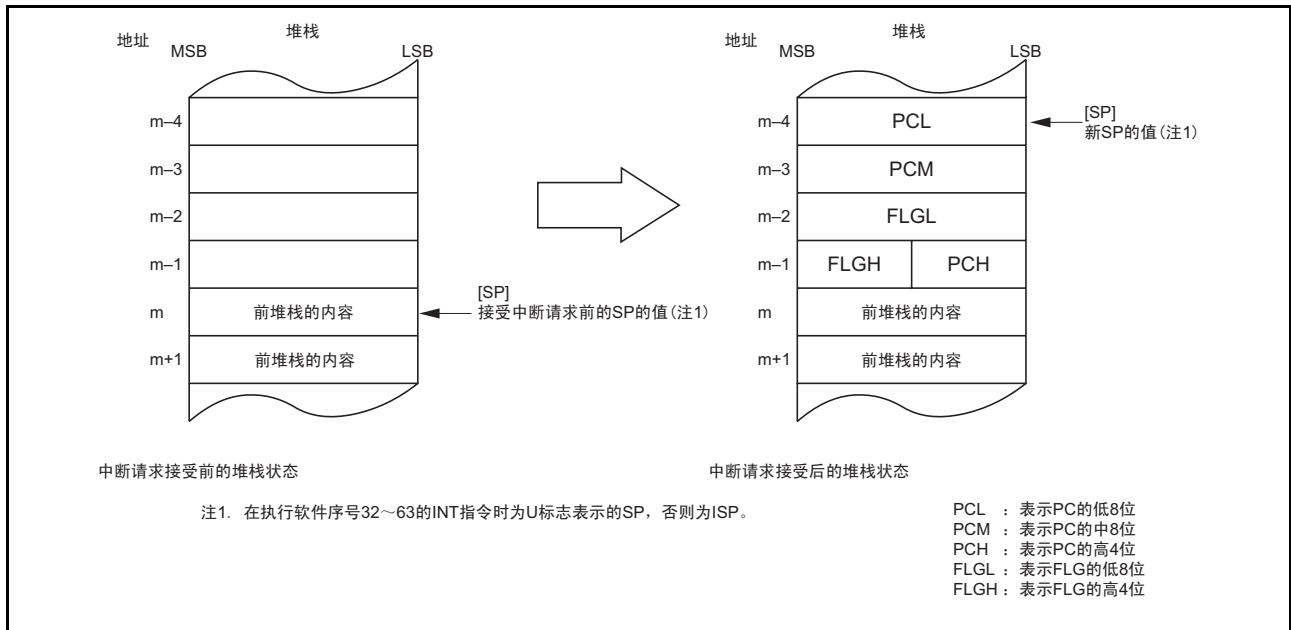 地址 MSB 堆栈 LSB
m–4
m–3
m–2
m–1
m 前堆栈的内容
m+1 前堆栈的内容
[SP]
接受中断请求前的SP的值(注1)
中断请求接受前的堆栈状态
地址 MSB 堆栈 LSB
m–4 PCL
m–3 PCM
m–2 FLGL
m–1 FLGH PCH
m 前堆栈的内容
m+1 前堆栈的内容
[SP]
新SP的值(注1)
中断请求接受后的堆栈状态
注1. 在执行软件序号32～63的INT指令时为U标志表示的SP，否则为ISP。
PCL ：表示PC的低8位
PCM ：表示PC的中8位
PCH ：表示PC的高4位
FLGL ：表示FLG的低8位
FLGH ：表示FLG的高4位